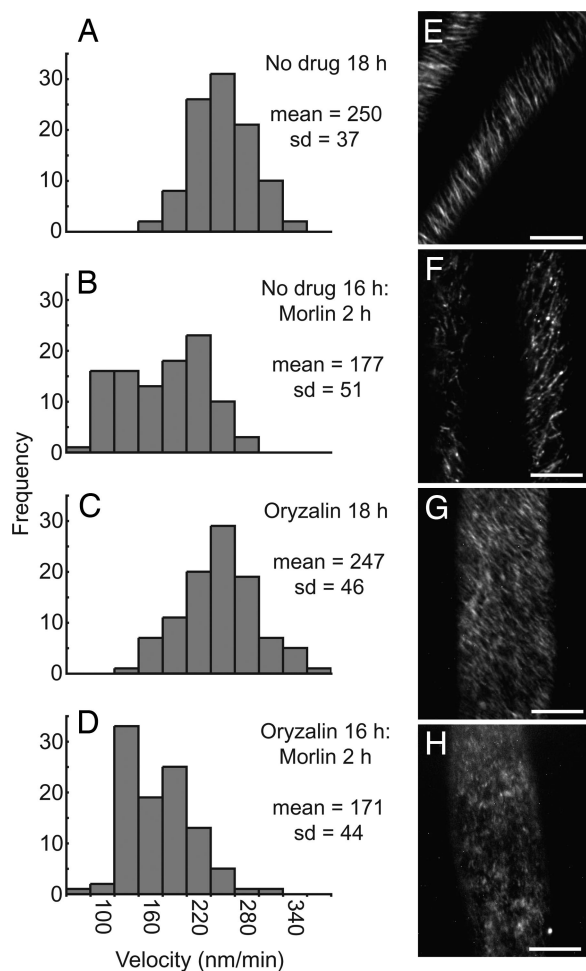 A
30
20
10
0
No drug 18 h
mean = 250
sd = 37
B
30
20
10
0
No drug 16 h:
Morlin 2 h
mean = 177
sd = 51
Frequency
C
30
20
10
0
Oryzalin 18 h
mean = 247
sd = 46
D
30
20
10
0
Oryzalin 16 h:
Morlin 2 h
mean = 171
sd = 44
100 160 220 280 340
Velocity (nm/min)
E
F
G
H